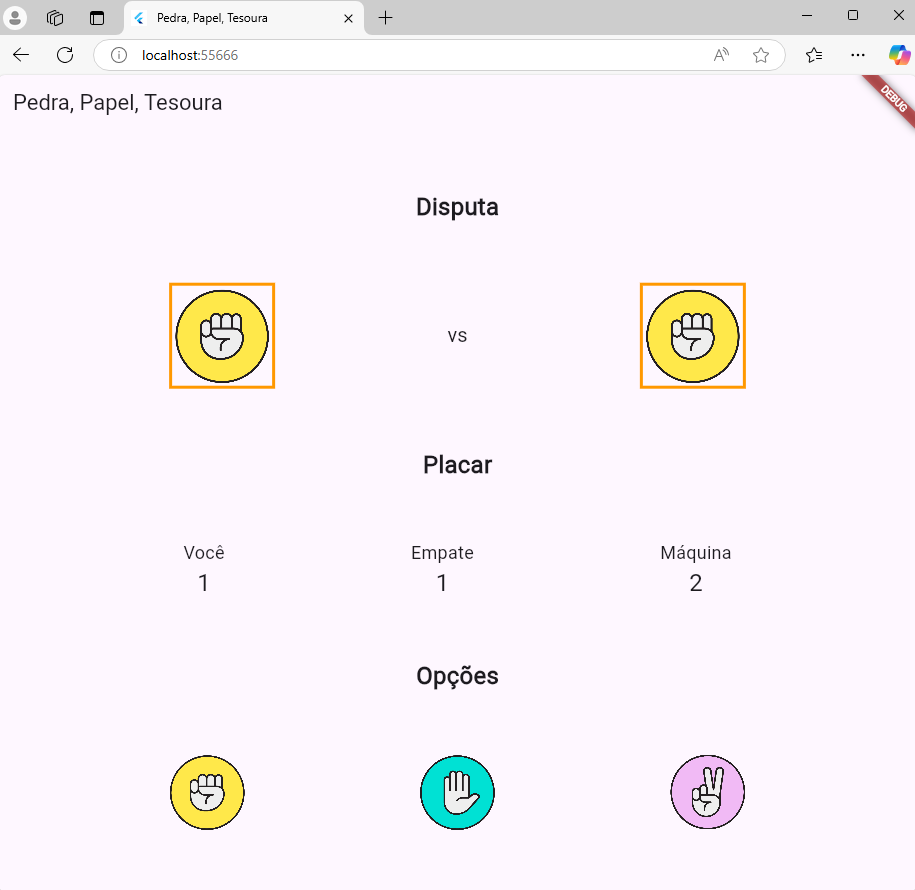 Pedra, Papel, Tesoura
localhost:55666
Pedra, Papel, Tesoura
DEBUG
Disputa
vs
Placar
Você Empate Máquina
1 1 2
Opções